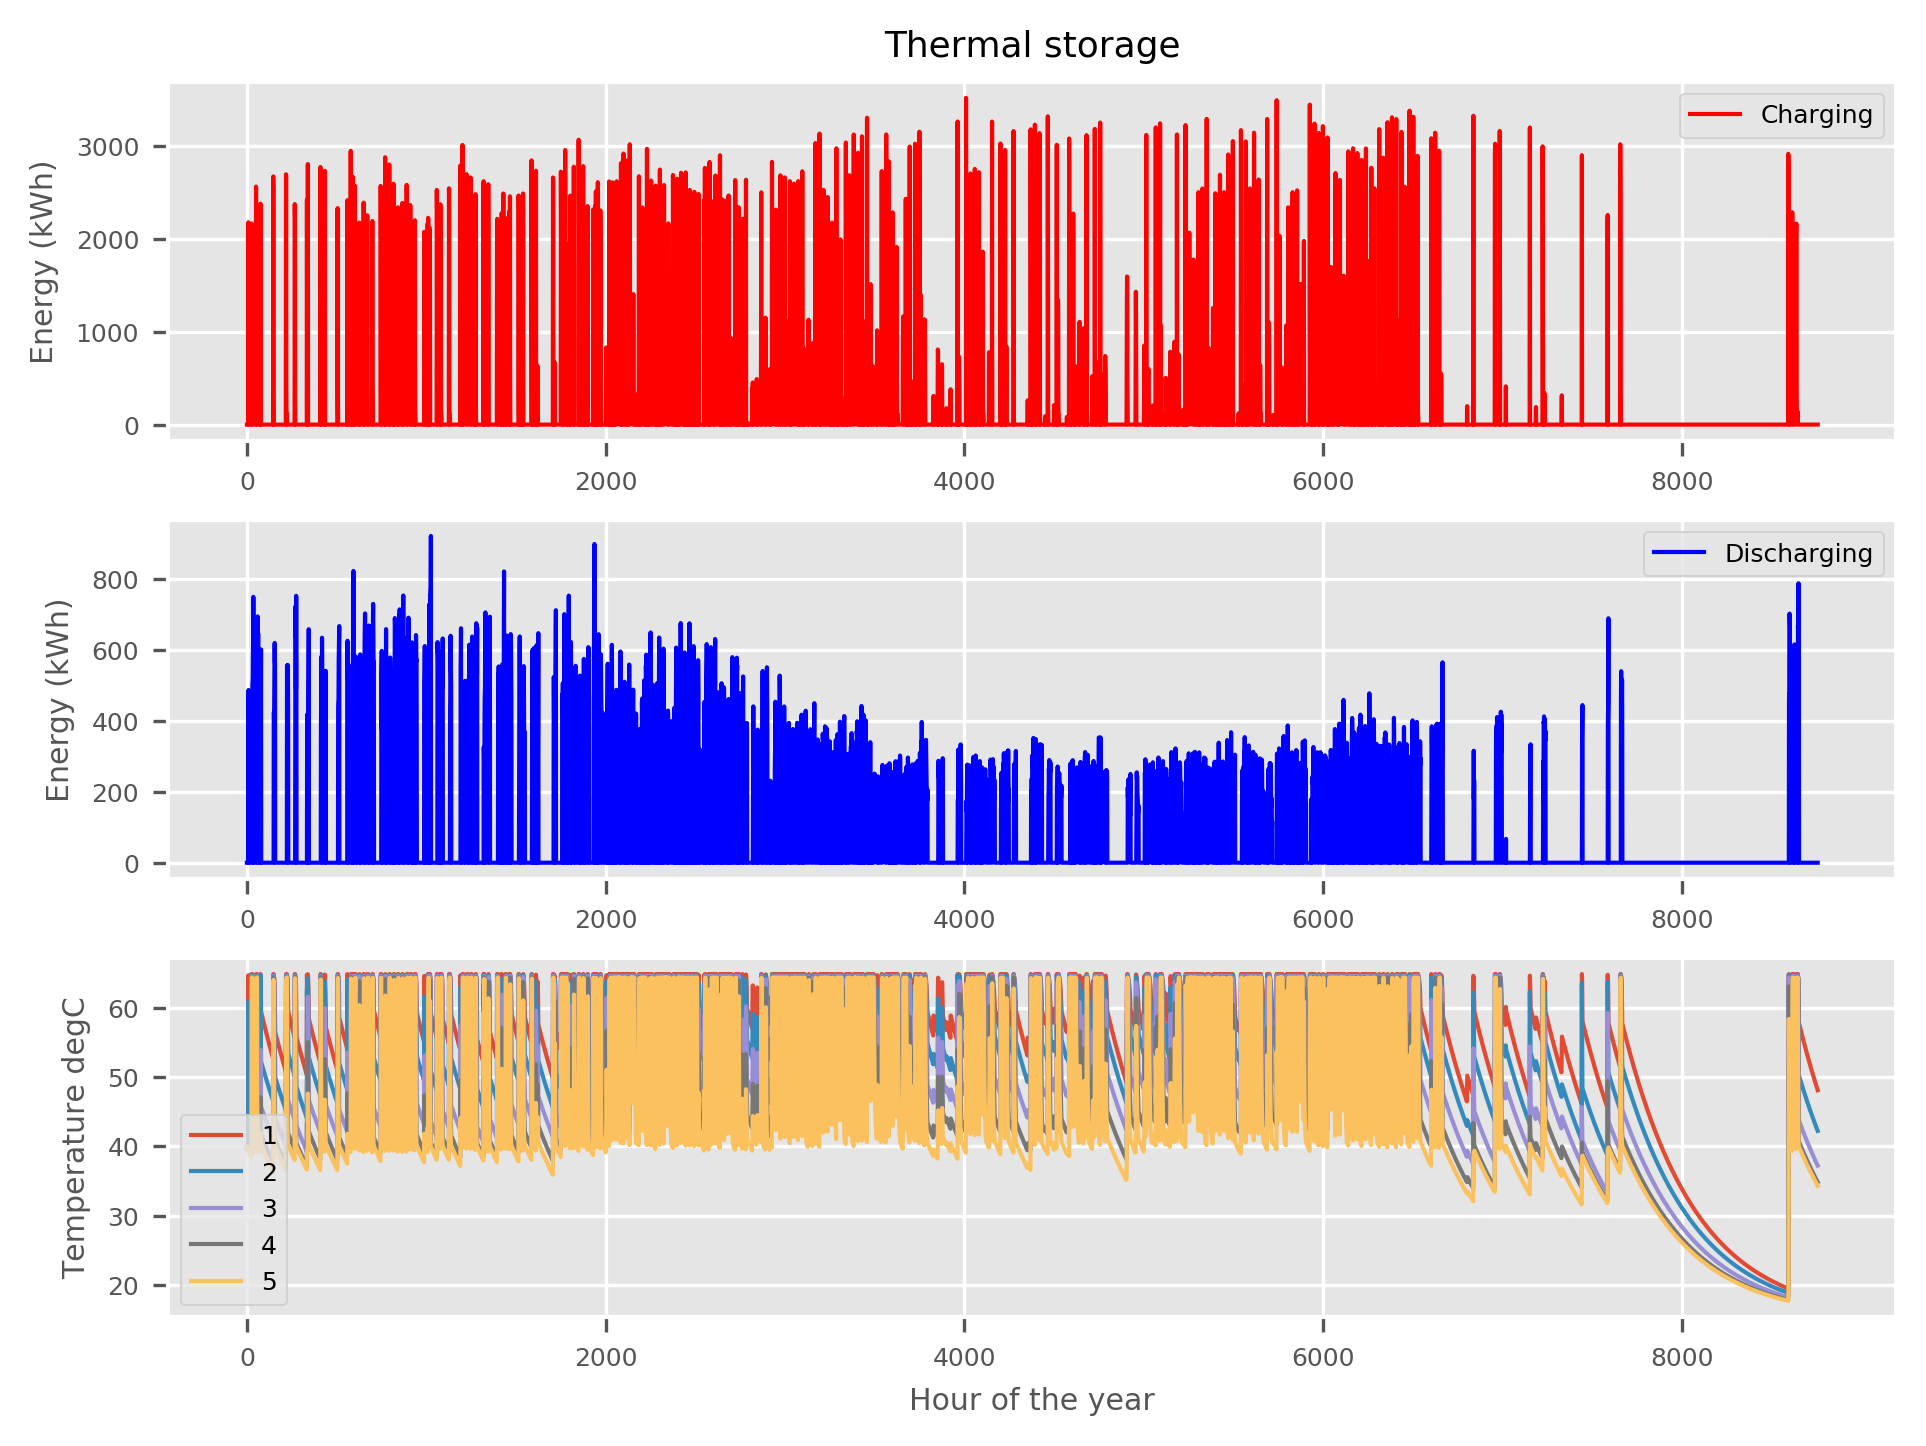 Thermal storage
Energy (kWh)
3000
2000
1000
0
Charging
0 2000 4000 6000 8000
Energy (kWh)
800
600
400
200
0
Discharging
0 2000 4000 6000 8000
Temperature degC
60
50
40
30
20
1
2
3
4
5
0 2000 4000 6000 8000
Hour of the year